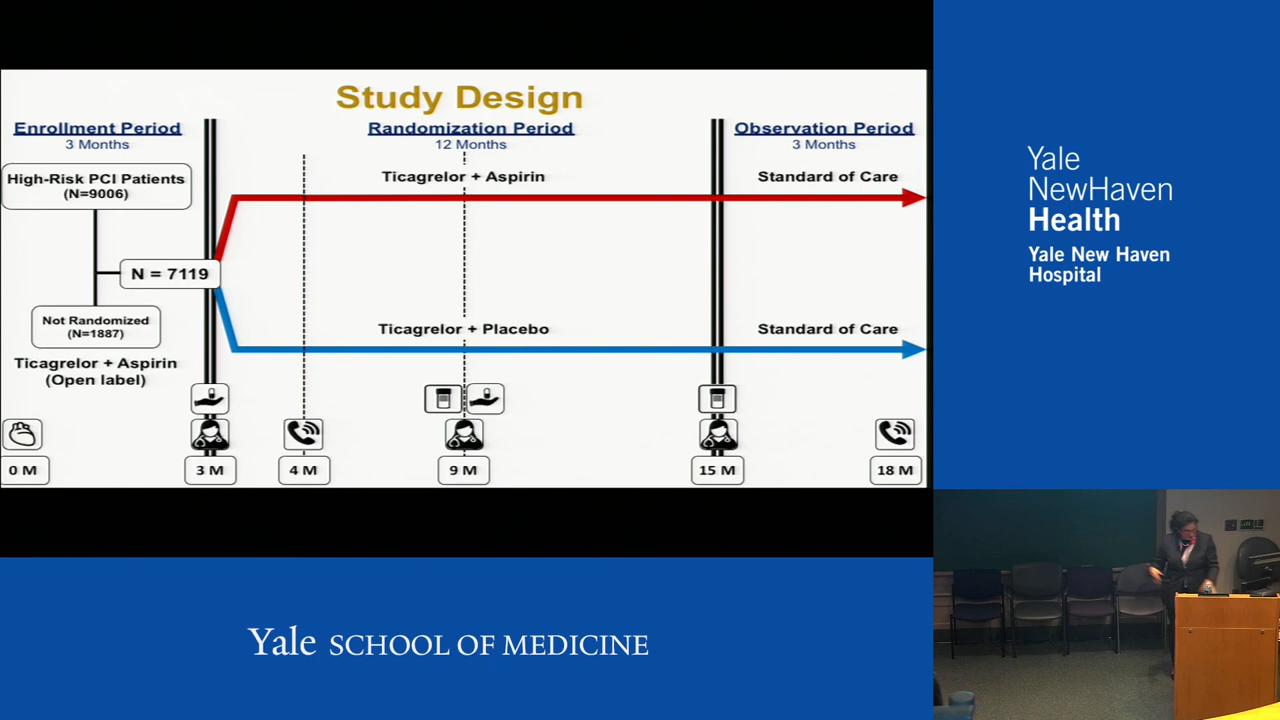 Study Design
Enrollment Period
3 Months
Randomization Period
12 Months
Observation Period
3 Months
High-Risk PCI Patients
(N=9006)
N = 7119
Not Randomized
(N=1887)
Ticagrelor + Aspirin
(Open label)
Ticagrelor + Aspirin
Standard of Care
Ticagrelor + Placebo
Standard of Care
0 M
3 M
4 M
9 M
15 M
18 M
Yale
NewHaven
Health
Yale New Haven
Hospital
Yale SCHOOL OF MEDICINE